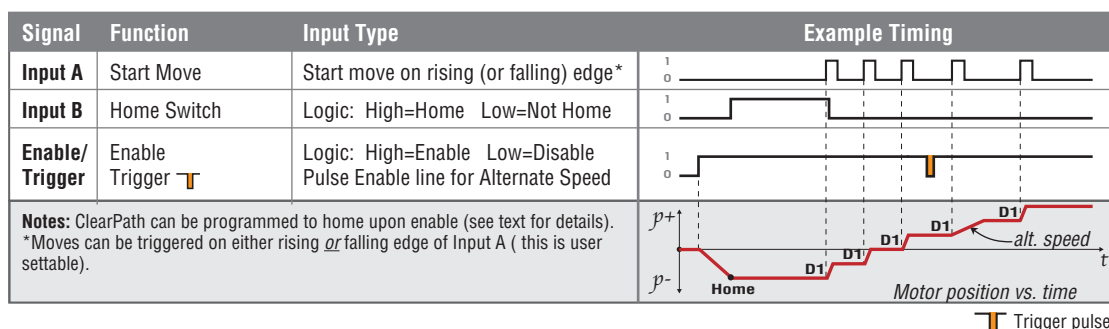 Signal Function Input Type Example Timing
Input A Start Move Start move on rising (or falling) edge* 1 0
Input B Home Switch Logic: High=Home Low=Not Home 1 0
Enable/ Enable Logic: High=Enable Low=Disable 1
Trigger Trigger Pulse Enable line for Alternate Speed 0
Notes: ClearPath can be programmed to home upon enable (see text for details).
*Moves can be triggered on either rising or falling edge of Input A ( this is user
settable).
p+
D1
D1
D1
D1
D1
alt. speed
t
p-
Home
Motor position vs. time
Trigger pulse